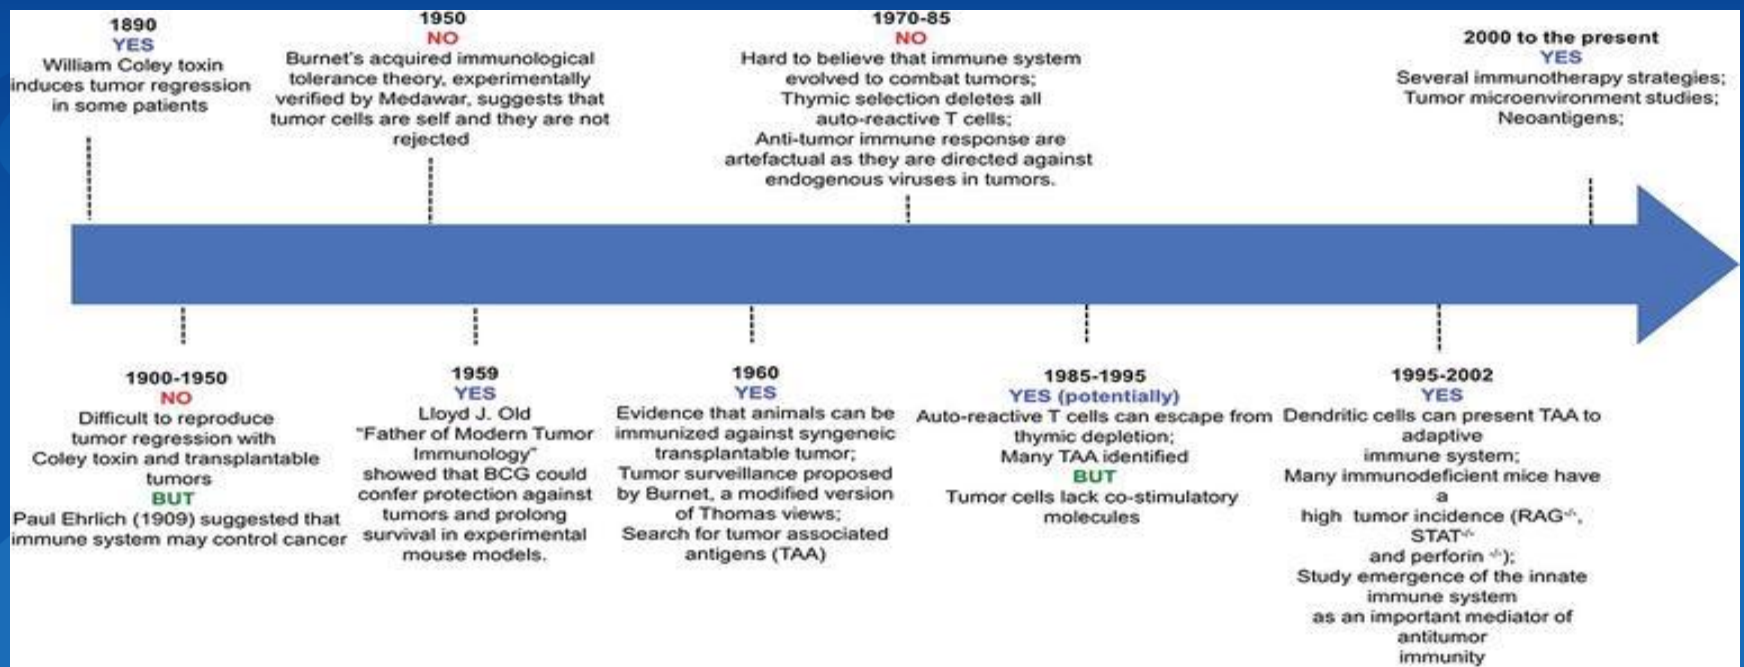 1890
YES
William Coley toxin
induces tumor regression
in some patients
1950
NO
Burnet's acquired immunological
tolerance theory, experimentally
verified by Medawar, suggests that
tumor cells are self and they are not
rejected
1970-85
NO
Hard to believe that immune system
evolved to combat tumors;
Thymic selection deletes all
auto-reactive T cells;
Anti-tumor immune response are
artefactual as they are directed against
endogenous viruses in tumors.
2000 to the present
YES
Several immunotherapy strategies;
Tumor microenvironment studies;
Neoantigens;
1900-1950
NO
Difficult to reproduce
tumor regression with
Coley toxin and transplantable
tumors
BUT
Paul Ehrlich (1909) suggested that
immune system may control cancer
1959
YES
Lloyd J. Old
"Father of Modern Tumor
Immunology"
showed that BCG could
confer protection against
tumors and prolong
survival in experimental
mouse models.
1960
YES
Evidence that animals can be
immunized against syngeneic
transplantable tumor;
Tumor surveillance proposed
by Burnet, a modified version
of Thomas views;
Search for tumor associated
antigens (TAA)
1985-1995
YES (potentially)
Auto-reactive T cells can escape from
thymic depletion;
Many TAA identified
BUT
Tumor cells lack co-stimulatory
molecules
1995-2002
YES
Dendritic cells can present TAA to
adaptive
immune system;
Many immunodeficient mice have
a
high tumor incidence (RAG-/-,
STAT-/-
and perforin -/-);
Study emergence of the innate
immune system
as an important mediator of
antitumor
immunity